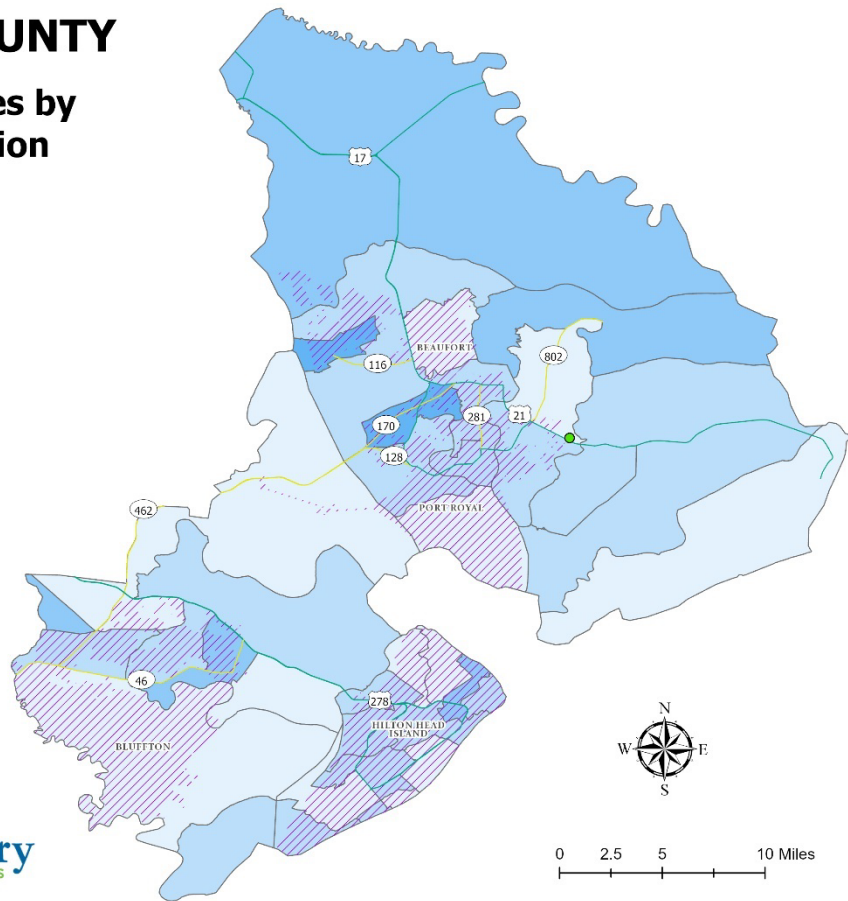 OUNTY
es by
ion
17
BEAUFORT
802
116
281
21
170
128
PORT ROYAL
462
46
278
HILTON HEAD
ISLAND
BLUFFTON
N
W E
S
ry
s
0 2.5 5 10 Miles